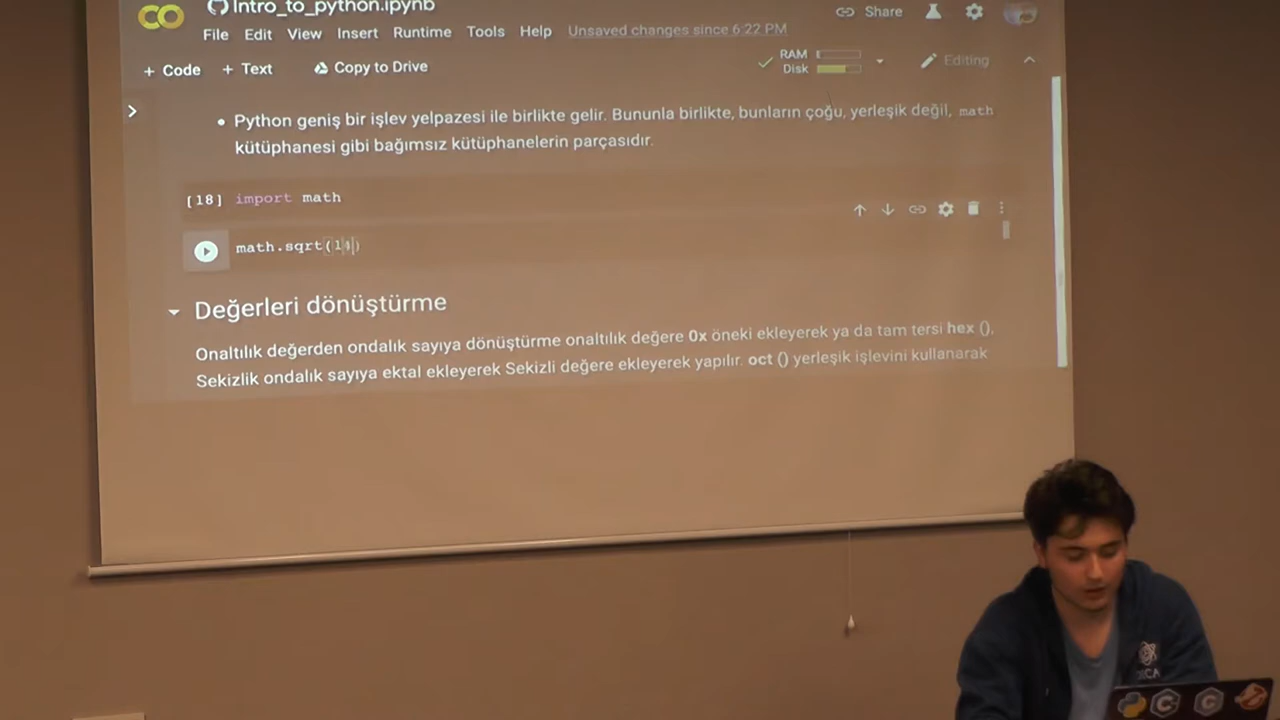 CO Intro_to_python.ipynb
Share
File Edit View Insert Runtime Tools Help Unsaved changes since 6:22 PM
+ Code + Text Copy to Drive
RAM
Disk
Editing
Python geniş bir işlev yelpazesi ile birlikte gelir. Bununla birlikte, bunların çoğu, yerleşik değil, math
kütüphanesi gibi bağımsız kütüphanelerin parçasıdır.
[18] import math
math.sqrt(14)
Değerleri dönüştürme
Onaltılık değerden ondalık sayıya dönüştürme onaltılık değere 0x öneki ekleyerek ya da tam tersi hex ().
Sekizlik ondalık sayıya ektal ekleyerek Sekizli değere ekleyerek yapılır. oct () yerleşik işlevini kullanarak